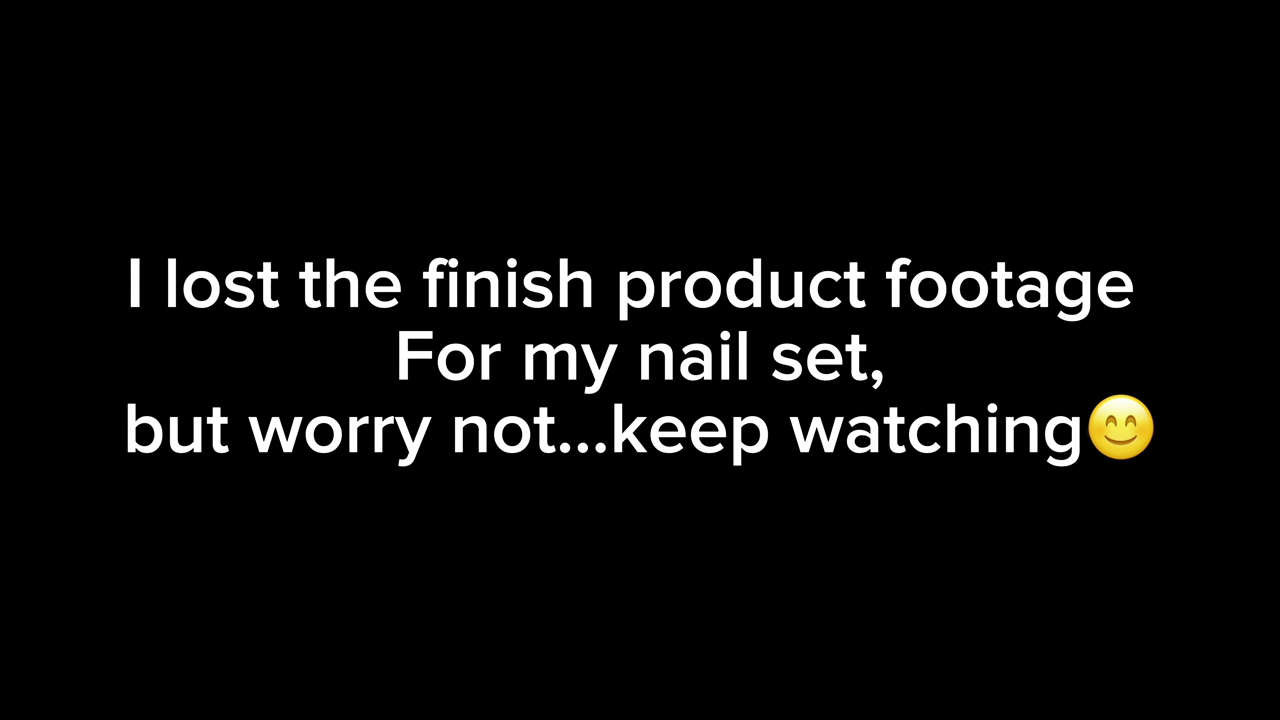 I lost the finish product footage
For my nail set,
but worry not...keep watching😊